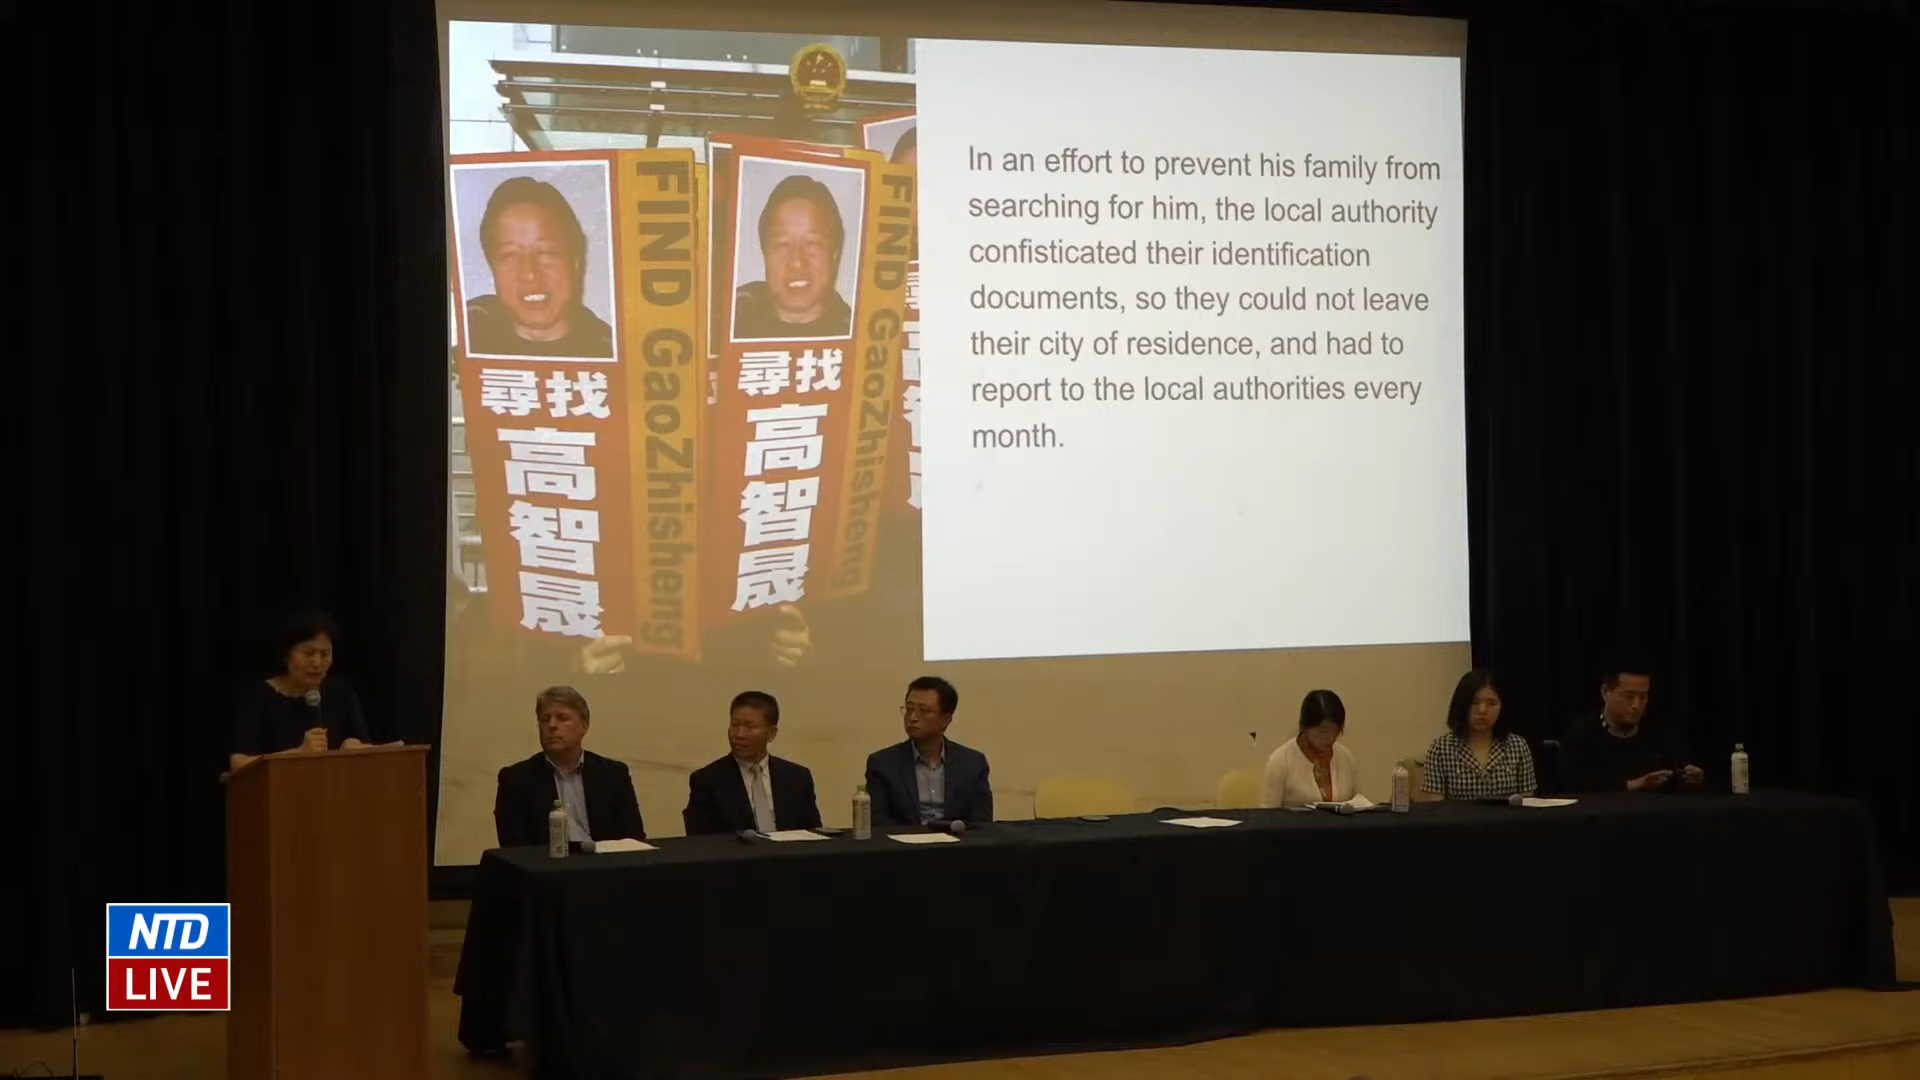 尋找
高智晟
FIND GaoZhisheng
尋找
高智晟
FIND GaoZhisheng
In an effort to prevent his family from
searching for him, the local authority
confisticated their identification
documents, so they could not leave
their city of residence, and had to
report to the local authorities every
month.
NTD
LIVE